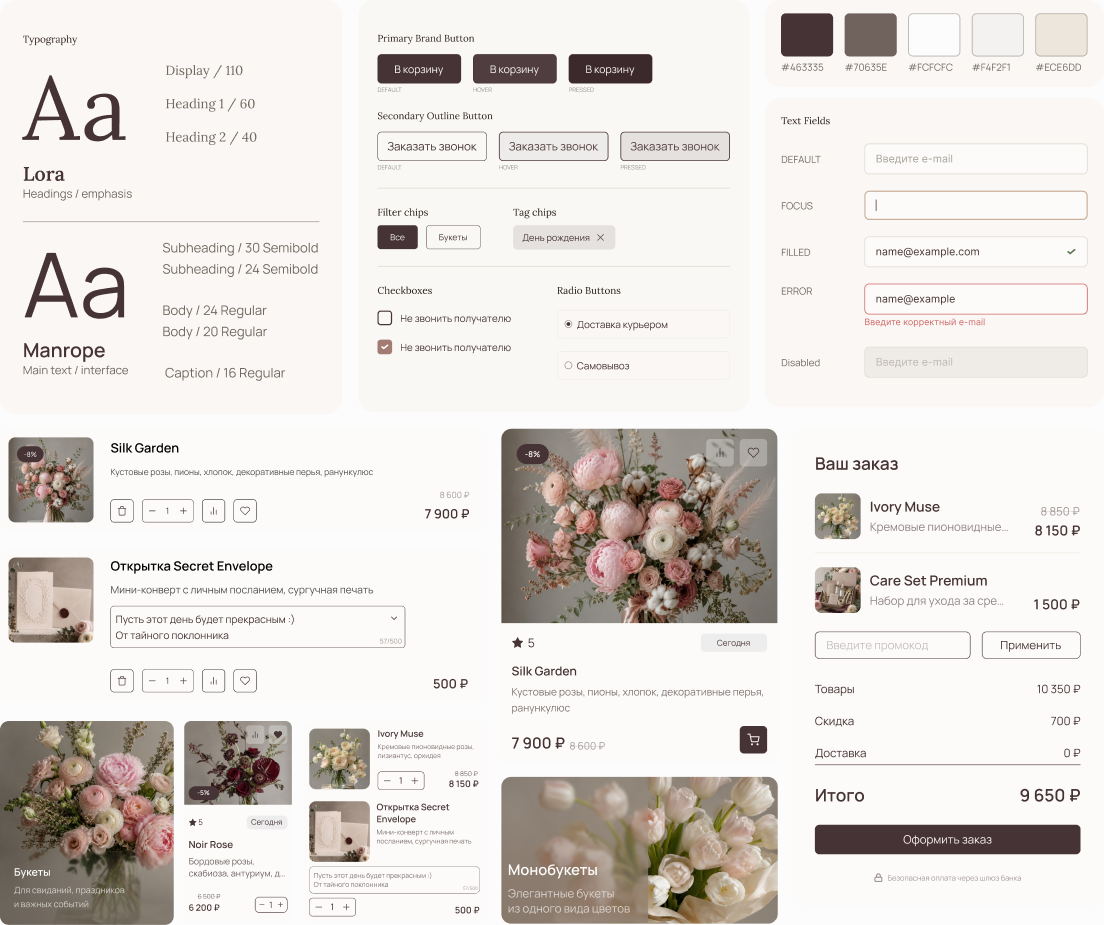 Typography
Aa
Display / 110
Heading 1 / 60
Heading 2 / 40
Lora
Headings / emphasis
Aa
Subheading / 30 Semibold
Subheading / 24 Semibold
Body / 24 Regular
Body / 20 Regular
Manrope
Main text / interface
Caption / 16 Regular
Primary Brand Button
В корзину
В корзину
В корзину
DEFAULT
HOVER
PRESSED
Secondary Outline Button
Заказать звонок
Заказать звонок
Заказать звонок
DEFAULT
HOVER
PRESSED
Filter chips
Tag chips
Все
Букеты
День рождения
Checkboxes
Radio Buttons
Не звонить получателю
Не звонить получателю
Доставка курьером
Самовывоз
#463335
#70635E
#FCFCFC
#F4F2F1
#ECE6DD
Text Fields
DEFAULT
Введите e-mail
FOCUS
FILLED
name@example.com
ERROR
name@example
Введите корректный e-mail
Disabled
Введите e-mail
-8%
Silk Garden
Кустовые розы, пионы, хлопок, декоративные перья, ранункулюс
1
8 600 ₽
7 900 ₽
Открытка Secret Envelope
Мини-конверт с личным посланием, сургучная печать
Пусть этот день будет прекрасным :)
От тайного поклонника
57/500
1
500 ₽
Букеты
Для свиданий, праздников
и важных событий
-5%
5
Сегодня
Noir Rose
Бордовые розы,
скабиоза, антуриум, д...
6 500 ₽
6 200 ₽
1
Ivory Muse
Кремовые пионовидные розы,
лизиантус, орхидея
1
8 850 ₽
8 150 ₽
Открытка Secret
Envelope
Мини-конверт с личным
посланием, сургучная печать
Пусть этот день будет прекрасным :)
От тайного поклонника
57/500
1
500 ₽
-8%
5
Сегодня
Silk Garden
Кустовые розы, пионы, хлопок, декоративные перья,
ранункулюс
7 900 ₽ 8 600 ₽
Монобукеты
Элегантные букеты
из одного вида цветов
Ваш заказ
Ivory Muse
Кремовые пионовидные...
8 850 ₽
8 150 ₽
Care Set Premium
Набор для ухода за сре...
1 500 ₽
Введите промокод
Применить
Товары
10 350 ₽
Скидка
700 ₽
Доставка
0 ₽
Итого
9 650 ₽
Оформить заказ
Безопасная оплата через шлюз банка